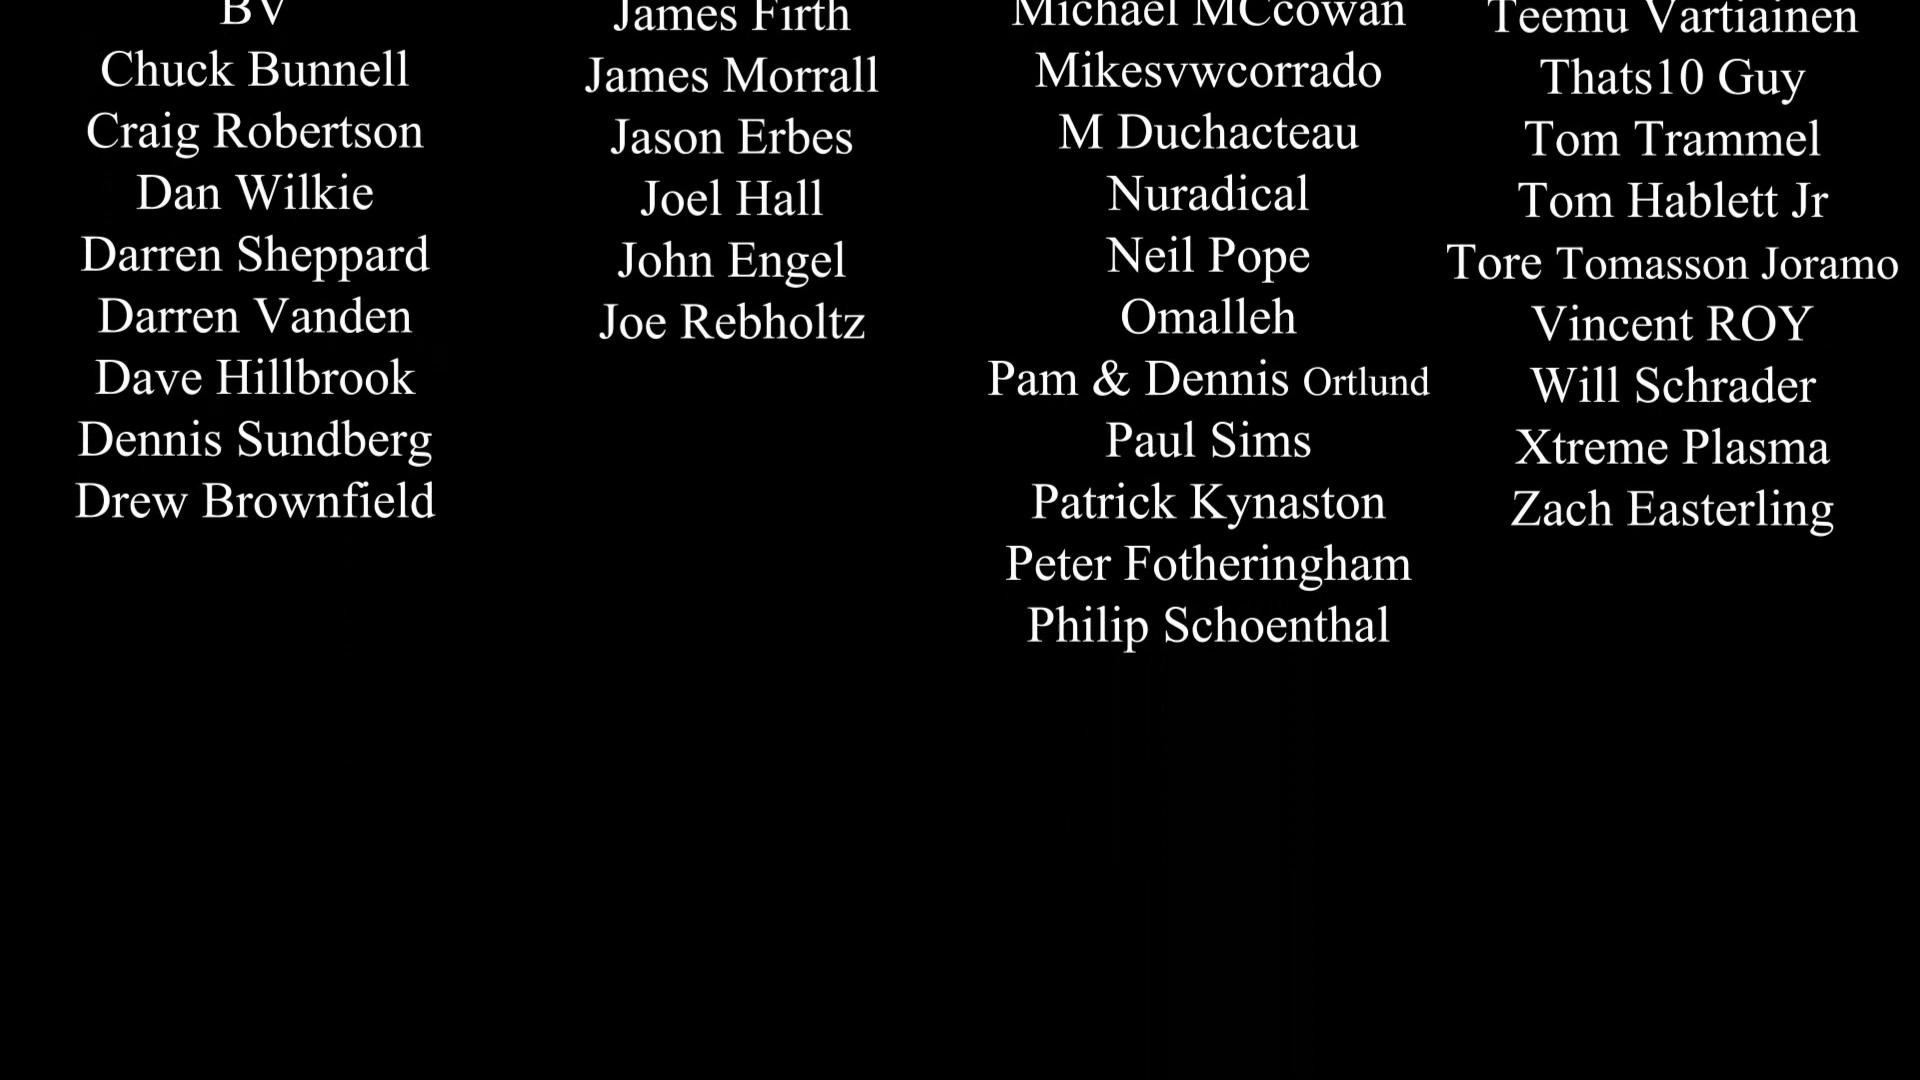 BV
Chuck Bunnell
Craig Robertson
Dan Wilkie
Darren Sheppard
Darren Vanden
Dave Hillbrook
Dennis Sundberg
Drew Brownfield
James Firth
James Morrall
Jason Erbes
Joel Hall
John Engel
Joe Rebholtz
Michael MCcowan
Mikesvwcorrado
M Duchacteau
Nuradical
Neil Pope
Omalleh
Pam & Dennis Ortlund
Paul Sims
Patrick Kynaston
Peter Fotheringham
Philip Schoenthal
Teemu Vartiainen
Thats10 Guy
Tom Trammel
Tom Hablett Jr
Tore Tomasson Joramo
Vincent ROY
Will Schrader
Xtreme Plasma
Zach Easterling